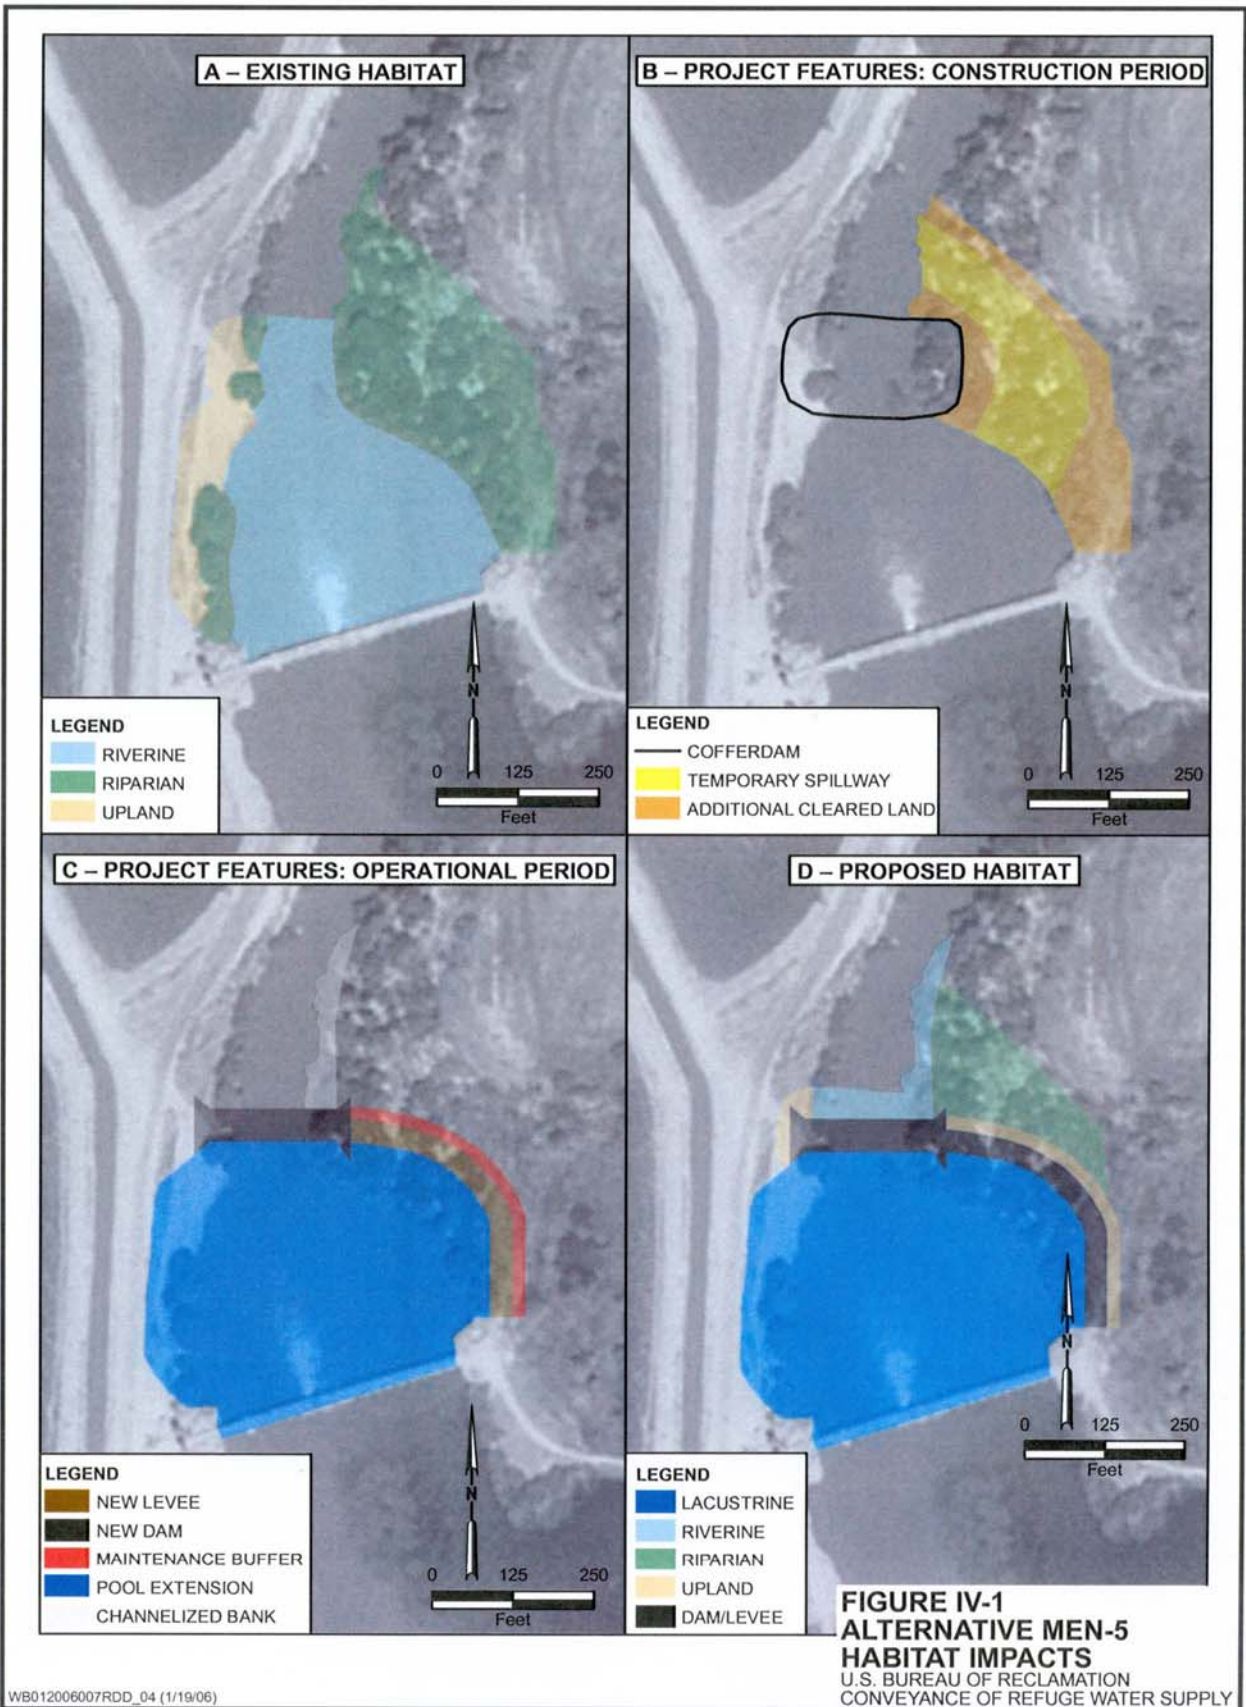 A – EXISTING HABITAT
LEGEND
RIVERINE
RIPARIAN
UPLAND
N
0 125 250
Feet
B – PROJECT FEATURES: CONSTRUCTION PERIOD
LEGEND
COFFERDAM
TEMPORARY SPILLWAY
ADDITIONAL CLEARED LAND
N
0 125 250
Feet
C – PROJECT FEATURES: OPERATIONAL PERIOD
LEGEND
NEW LEVEE
NEW DAM
MAINTENANCE BUFFER
POOL EXTENSION
CHANNELIZED BANK
N
0 125 250
Feet
D – PROPOSED HABITAT
LEGEND
LACUSTRINE
RIVERINE
RIPARIAN
UPLAND
DAM/LEVEE
N
0 125 250
Feet
FIGURE IV-1
ALTERNATIVE MEN-5
HABITAT IMPACTS
U.S. BUREAU OF RECLAMATION
CONVEYANCE OF REFUGE WATER SUPPLY
WB012006007RDD_04 (1/19/06)